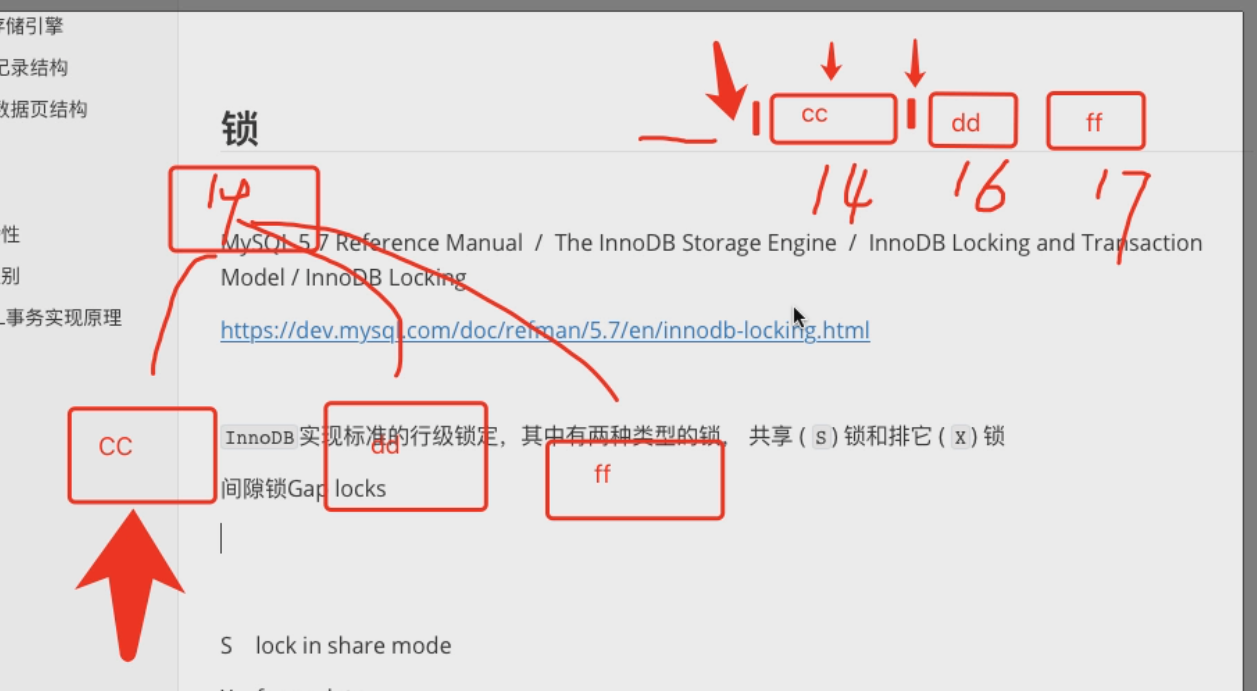 存储引擎
记录结构
数据页结构
性
别
L事务实现原理
cc
dd
ff
14
16
17
锁
14
MySQL 5.7 Reference Manual / The InnoDB Storage Engine / InnoDB Locking and Transaction
Model / InnoDB Locking
https://dev.mysql.com/doc/refman/5.7/en/innodb-locking.html
CC
dd
ff
InnoDB实现标准的行级锁定，其中有两种类型的锁， 共享 ( S ) 锁和排它 ( X ) 锁
间隙锁Gap locks
S lock in share mode